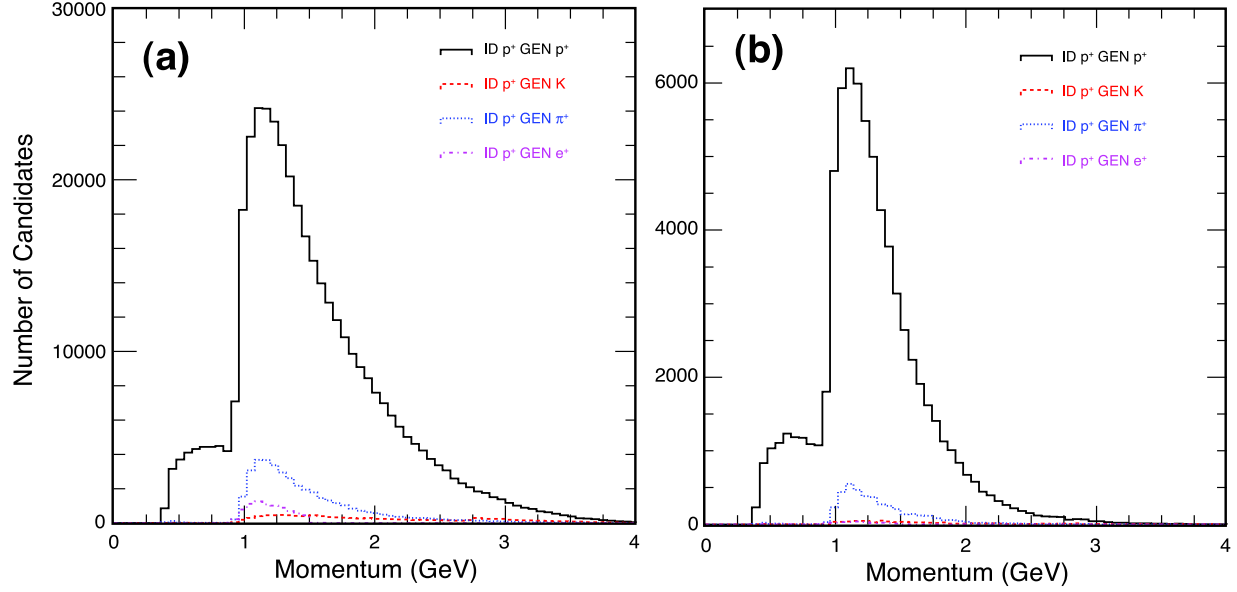 (a)
30000
20000
10000
0
Number of Candidates
ID p⁺ GEN p⁺
ID p⁺ GEN K
ID p⁺ GEN π⁺
ID p⁺ GEN e⁺
0
1
2
3
4
Momentum (GeV)
(b)
6000
4000
2000
0
ID p⁺ GEN p⁺
ID p⁺ GEN K
ID p⁺ GEN π⁺
ID p⁺ GEN e⁺
0
1
2
3
4
Momentum (GeV)